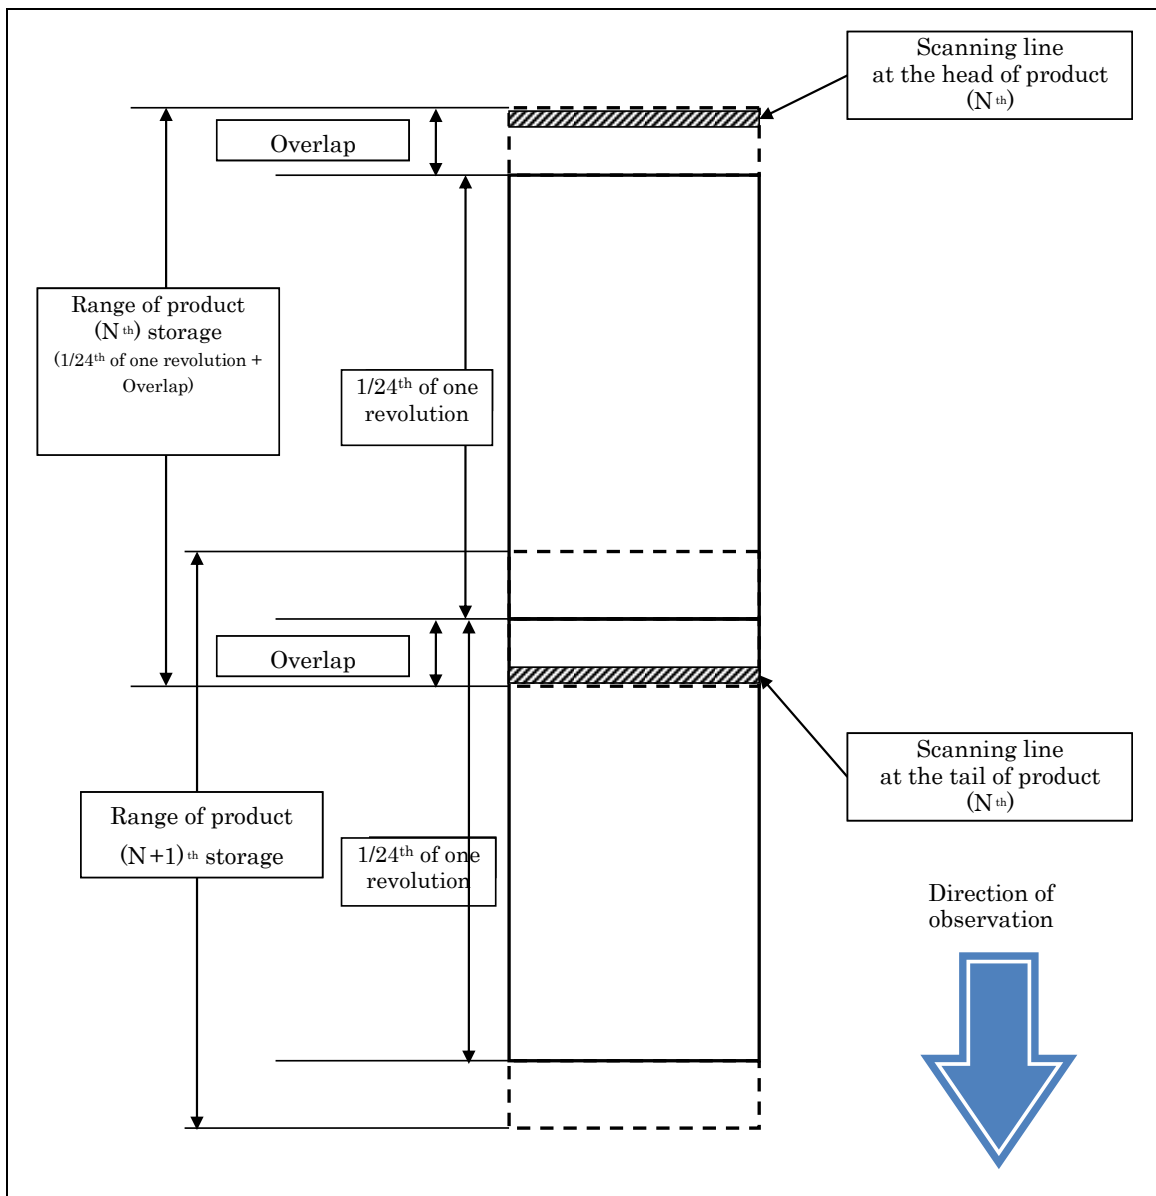 Scanning line
at the head of product
(Nth)
Overlap
Range of product
(Nth) storage
(1/24th of one revolution +
Overlap)
1/24th of one
revolution
Overlap
Scanning line
at the tail of product
(Nth)
Range of product
(N+1)th storage
1/24th of one
revolution
Direction of
observation